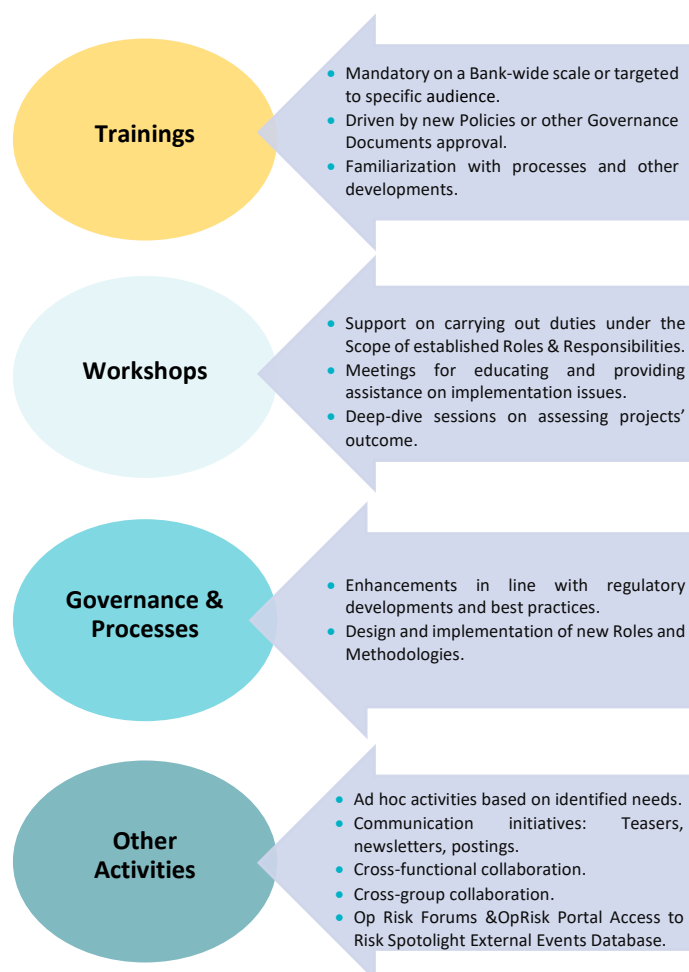 Trainings
Mandatory on a Bank-wide scale or targeted
to specific audience.
Driven by new Policies or other Governance
Documents approval.
Familiarization with processes and other
developments.
Workshops
Support on carrying out duties under the
Scope of established Roles & Responsibilities.
Meetings for educating and providing
assistance on implementation issues.
Deep-dive sessions on assessing projects’
outcome.
Governance &
Processes
Enhancements in line with regulatory
developments and best practices.
Design and implementation of new Roles and
Methodologies.
Other
Activities
Ad hoc activities based on identified needs.
Communication initiatives: Teasers,
newsletters, postings.
Cross-functional collaboration.
Cross-group collaboration.
Op Risk Forums &OpRisk Portal Access to
Risk Spotolight External Events Database.